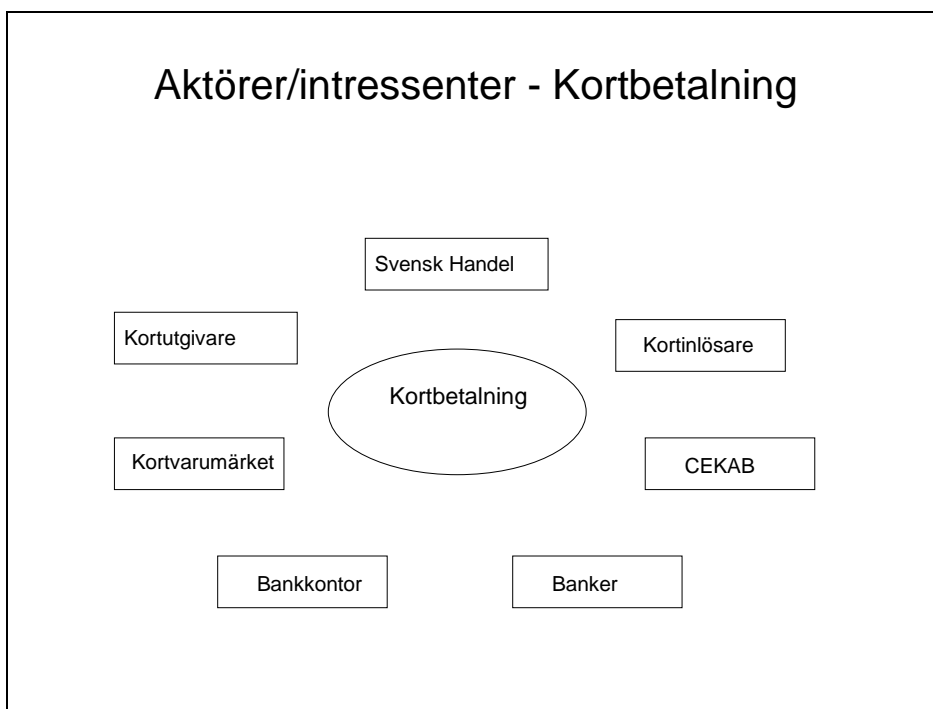 Aktörer/intressenter - Kortbetalning
Svensk Handel
Kortutgivare
Kortinlösare
Kortbetalning
Kortvarumärket
CEKAB
Bankkontor
Banker